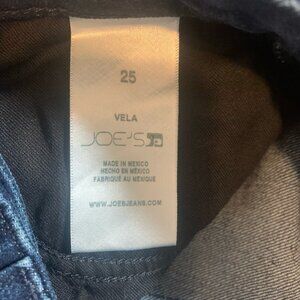 25
VELA
JOE'S
MADE IN MEXICO
HECHO EN MÉXICO
FABRIQUÉ AU MEXIQUE
WWW.JOESJEANS.COM